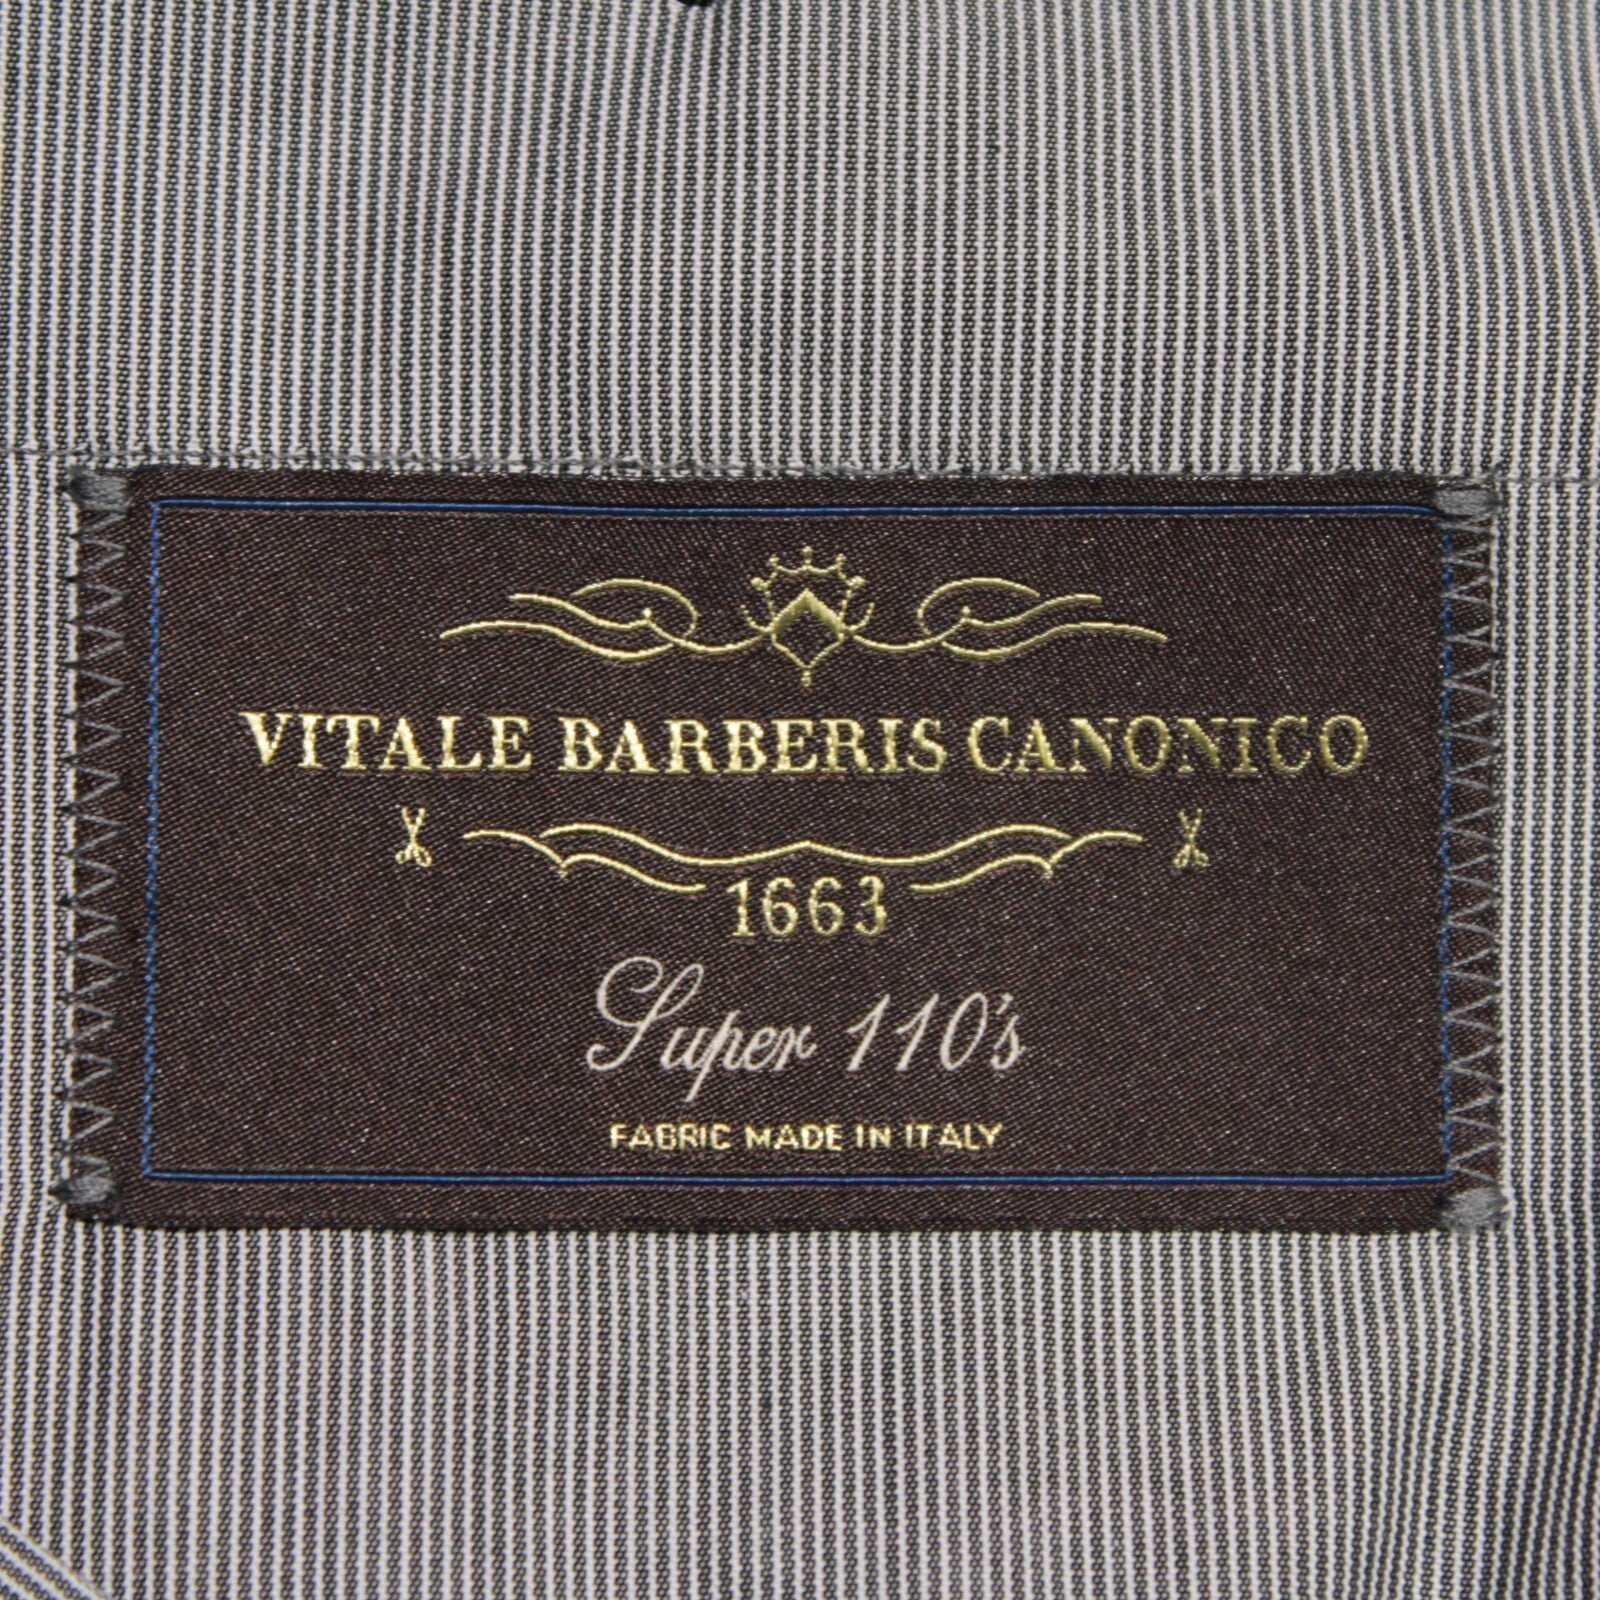 VITALE BARBERIS CANONICO
1663
Super 110's
FABRIC MADE IN ITALY